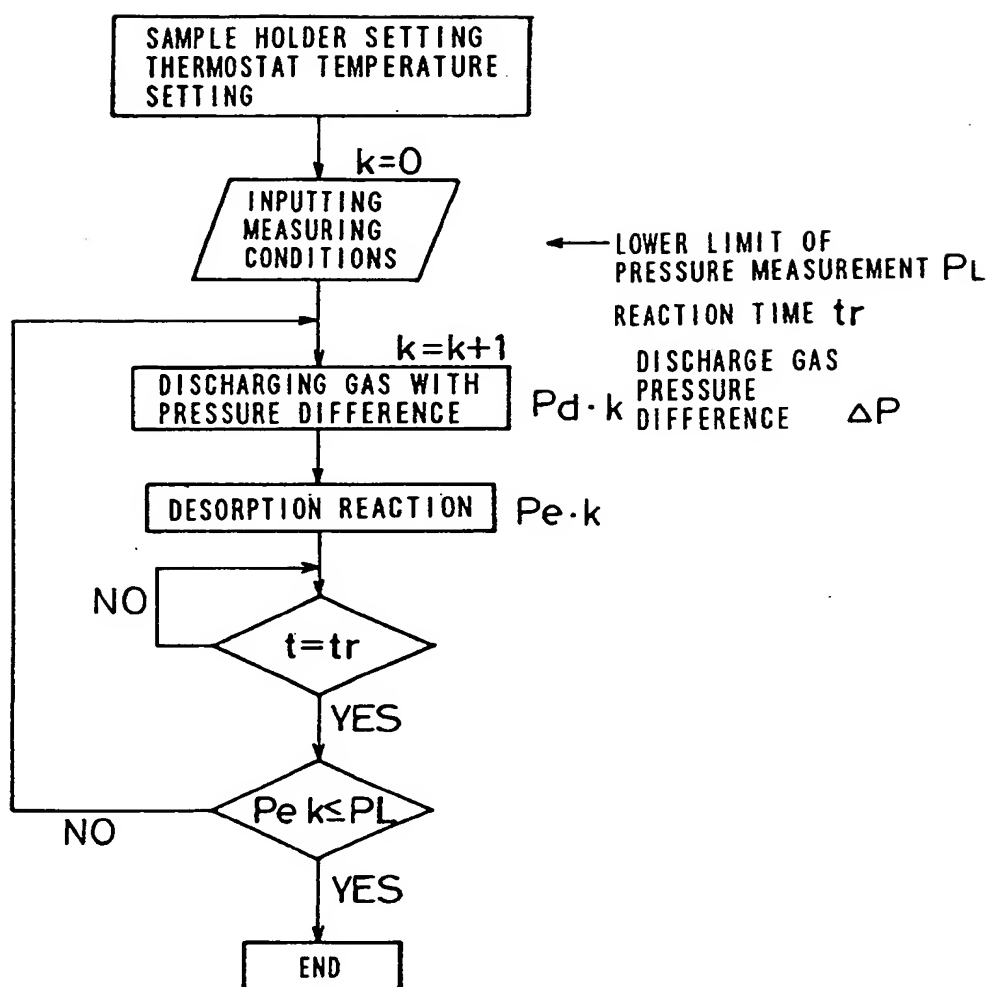 SAMPLE HOLDER SETTING
THERMOSTAT TEMPERATURE
SETTING
k=0
INPUTTING
MEASURING
CONDITIONS
LOWER LIMIT OF
PRESSURE MEASUREMENT PL
REACTION TIME tr
k=k+1
DISCHARGING GAS WITH
PRESSURE DIFFERENCE
Pd·k
DISCHARGE GAS
PRESSURE
DIFFERENCE ΔP
DESORPTION REACTION
Pe·k
NO
t=tr
YES
Pe k≤PL
NO
YES
END